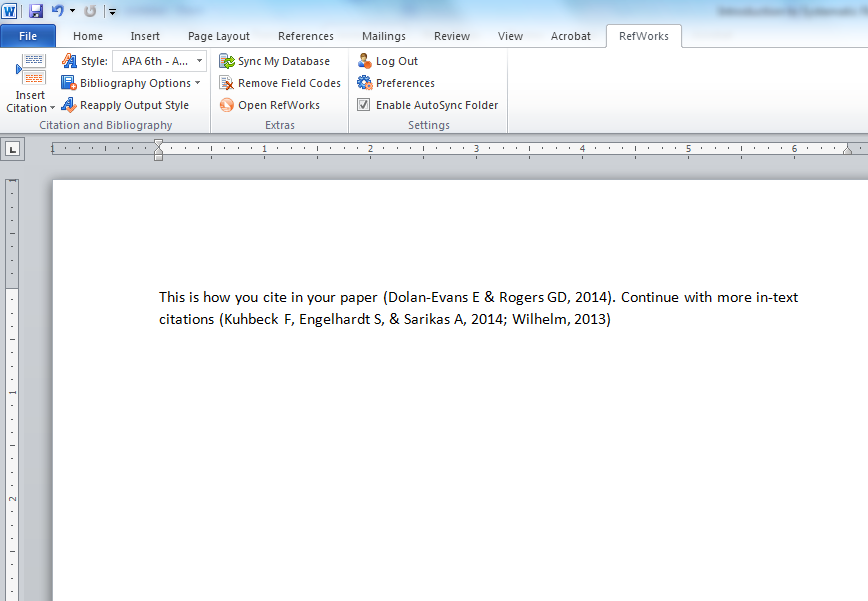 File Home Insert Page Layout References Mailings Review View Acrobat RefWorks
Insert Citation
Style: APA 6th - A...
Bibliography Options
Reapply Output Style
Citation and Bibliography
Sync My Database
Remove Field Codes
Open RefWorks
Extras
Log Out
Preferences
Enable AutoSync Folder
Settings
1 1 2 3 4 5 6
1
2
This is how you cite in your paper (Dolan-Evans E & Rogers GD, 2014). Continue with more in-text
citations (Kuhbeck F, Engelhardt S, & Sarikas A, 2014; Wilhelm, 2013)